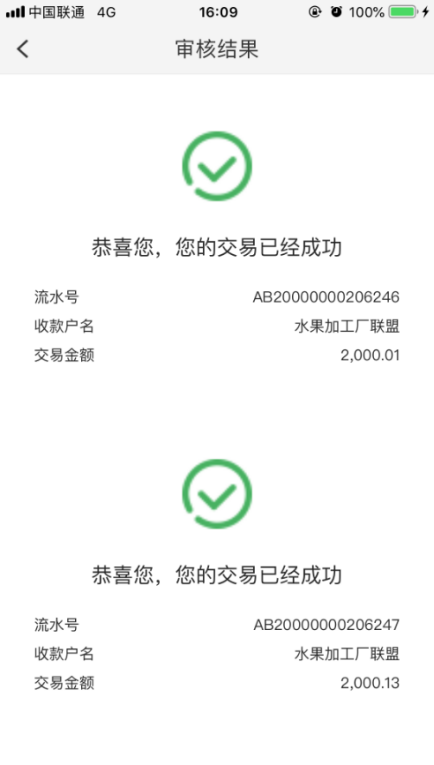 中国联通 4G 16:09 100%
审核结果
恭喜您，您的交易已经成功
流水号 AB20000000206246
收款户名 水果加工厂联盟
交易金额 2,000.01
恭喜您，您的交易已经成功
流水号 AB20000000206247
收款户名 水果加工厂联盟
交易金额 2,000.13